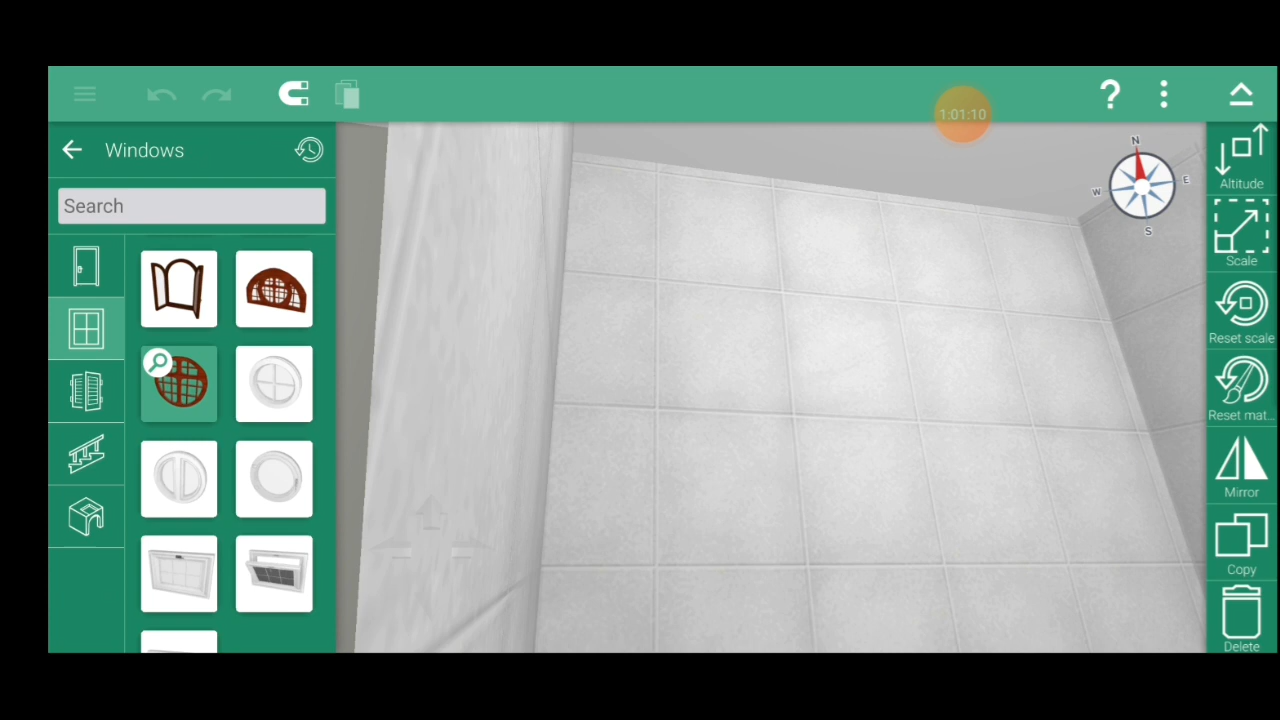 1:01:10
Windows
Search
N
W
E
S
Altitude
Scale
Reset scale
Reset mat...
Mirror
Copy
Delete